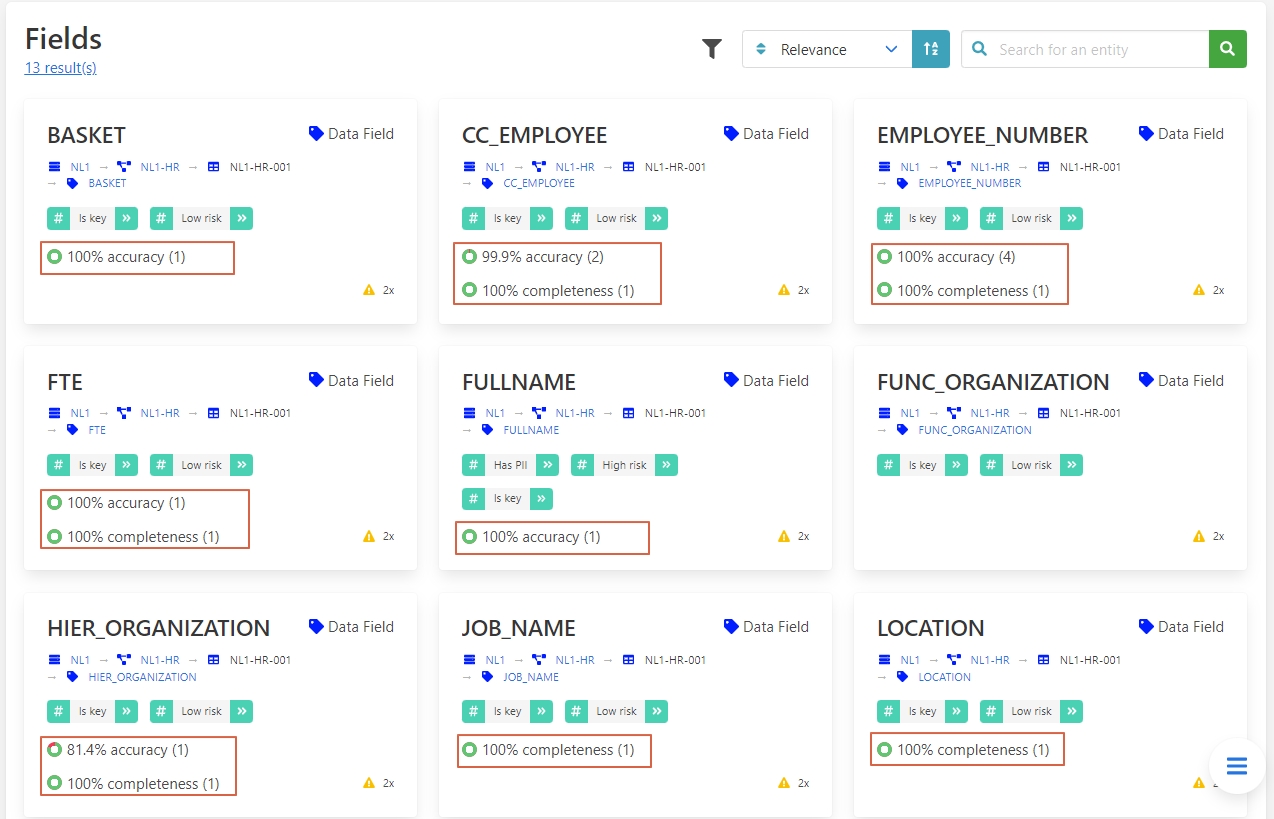 Fields
13 result(s)
Relevance
Search for an entity
BASKET
Data Field
NL1 → NL1-HR → NL1-HR-001
→ BASKET
# Is key » # Low risk »
100% accuracy (1)
2x
CC_EMPLOYEE
Data Field
NL1 → NL1-HR → NL1-HR-001
→ CC_EMPLOYEE
# Is key » # Low risk »
99.9% accuracy (2)
100% completeness (1)
2x
EMPLOYEE_NUMBER
Data Field
NL1 → NL1-HR → NL1-HR-001
→ EMPLOYEE_NUMBER
# Is key » # Low risk »
100% accuracy (4)
100% completeness (1)
2x
FTE
Data Field
NL1 → NL1-HR → NL1-HR-001
→ FTE
# Is key » # Low risk »
100% accuracy (1)
100% completeness (1)
2x
FULLNAME
Data Field
NL1 → NL1-HR → NL1-HR-001
→ FULLNAME
# Has PII » # High risk »
# Is key »
100% accuracy (1)
2x
FUNC_ORGANIZATION
Data Field
NL1 → NL1-HR → NL1-HR-001
→ FUNC_ORGANIZATION
# Is key » # Low risk »
2x
HIER_ORGANIZATION
Data Field
NL1 → NL1-HR → NL1-HR-001
→ HIER_ORGANIZATION
# Is key » # Low risk »
81.4% accuracy (1)
100% completeness (1)
2x
JOB_NAME
Data Field
NL1 → NL1-HR → NL1-HR-001
→ JOB_NAME
# Is key » # Low risk »
100% completeness (1)
2x
LOCATION
Data Field
NL1 → NL1-HR → NL1-HR-001
→ LOCATION
# Is key » # Low risk »
100% completeness (1)